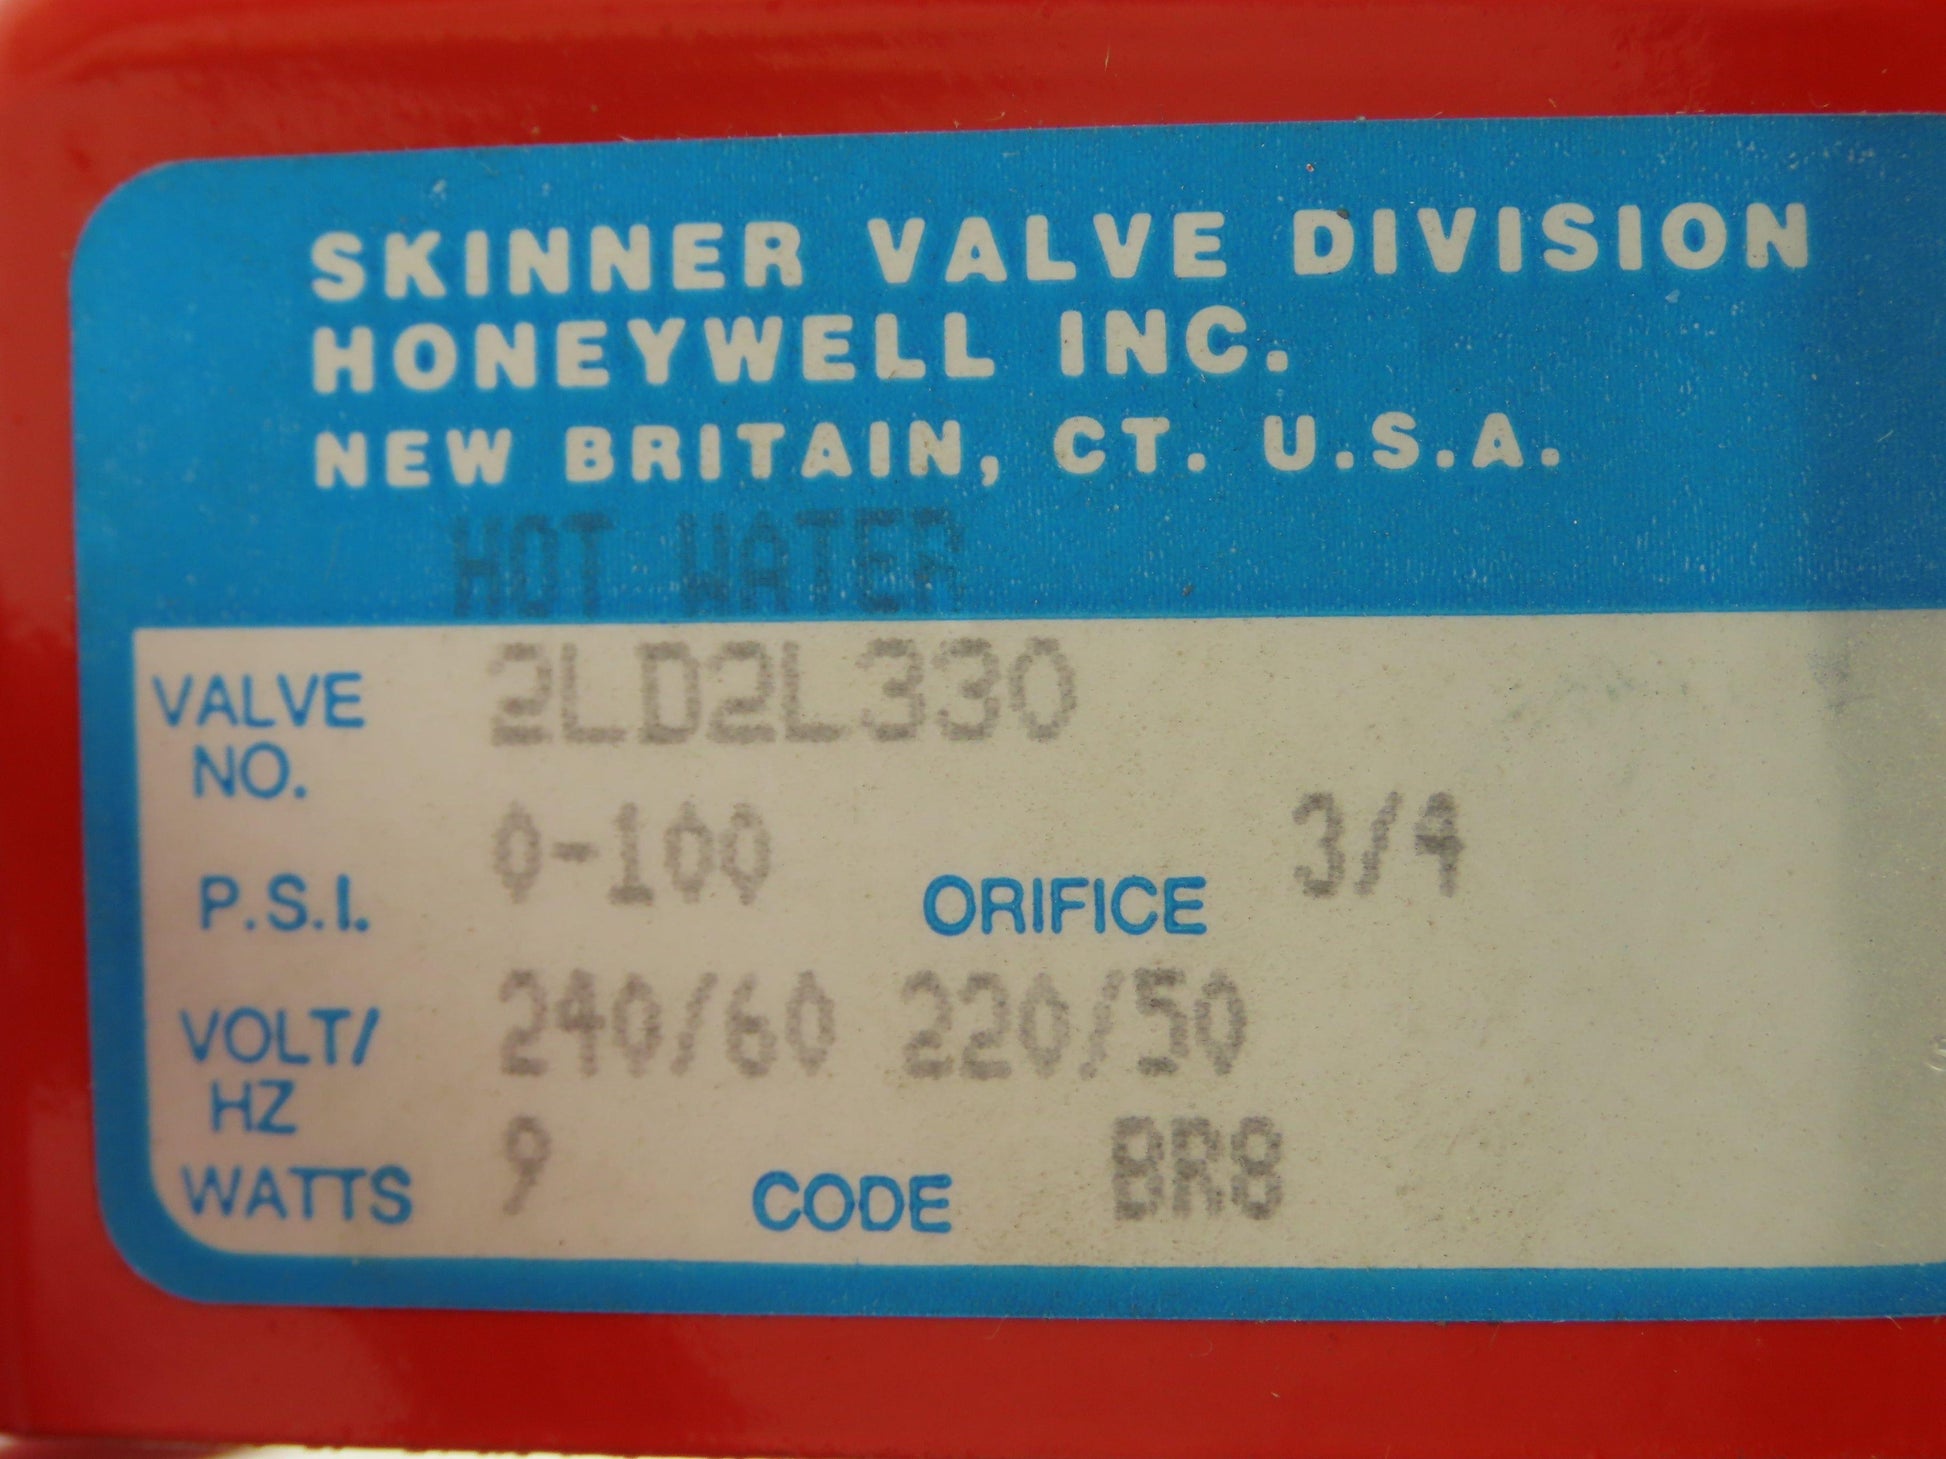 SKINNER VALVE DIVISION
HONEYWELL INC.
NEW BRITAIN, CT. U.S.A.
HOT WATER
VALVE NO. 2LD2L330
P.S.I. 0-100 ORIFICE 3/4
VOLT/HZ 240/60 220/50
WATTS 9 CODE BR8